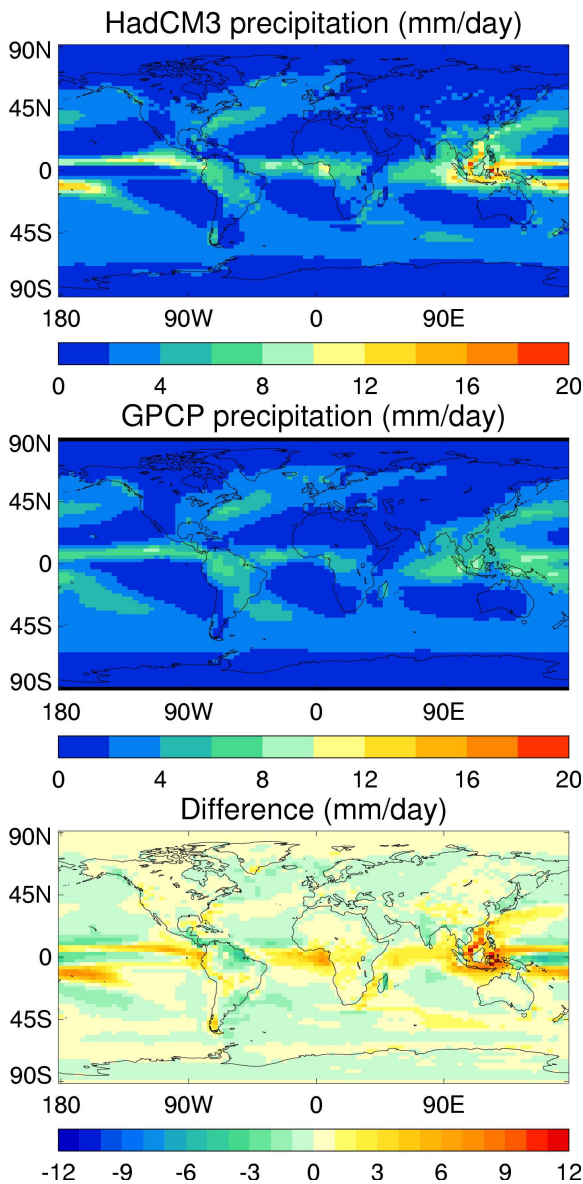 HadCM3 precipitation (mm/day)
90N
45N
0
45S
90S
180 90W 0 90E
0 4 8 12 16 20
GPCP precipitation (mm/day)
90N
45N
0
45S
90S
180 90W 0 90E
0 4 8 12 16 20
Difference (mm/day)
90N
45N
0
45S
90S
180 90W 0 90E
-12 -9 -6 -3 0 3 6 9 12